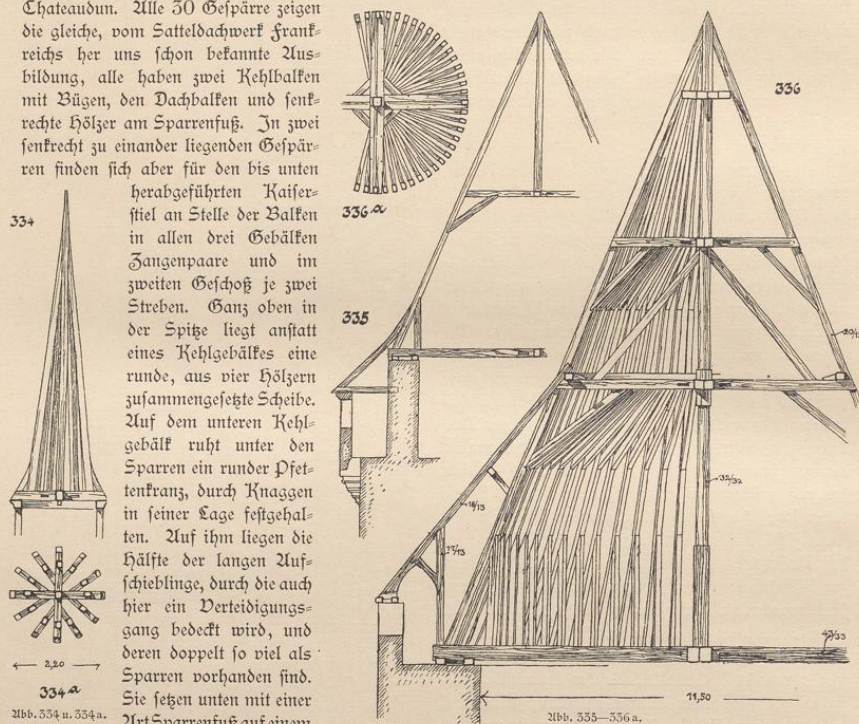 Chateaudun. Alle 30 Gespärre zeigen
die gleiche, vom Satteldachwerk Frank-
reichs her uns schon bekannte Aus-
bildung, alle haben zwei Kehlbalken
mit Bügen, den Dachbalken und senk-
rechte Hölzer am Sparrenfuß. In zwei
senkrecht zu einander liegenden Gespär-
ren finden sich aber für den bis unten
herabgeführten Kaiser-
stiel an Stelle der Balken
in allen drei Gebälken
Zangenpaare und im
zweiten Geschoß je zwei
Streben. Ganz oben in
der Spitze liegt anstatt
eines Kehlgebälkes eine
runde, aus vier Hölzern
zusammengesetzte Scheibe.
Auf dem unteren Kehl-
gebälk ruht unter den
Sparren ein runder Pfet-
tenkranz, durch Knaggen
in seiner Lage festgehal-
ten. Auf ihm liegen die
Hälfte der langen Auf-
schieblinge, durch die auch
hier ein Verteidigungs-
gang bedeckt wird, und
deren doppelt so viel als
Sparren vorhanden sind.
Sie setzen unten mit einer
Art Sparrenfuß auf einem
334
2,20
334a
Abb. 334 u. 334a.
336a
335
336
32/32
11,50
Abb. 335—336a.